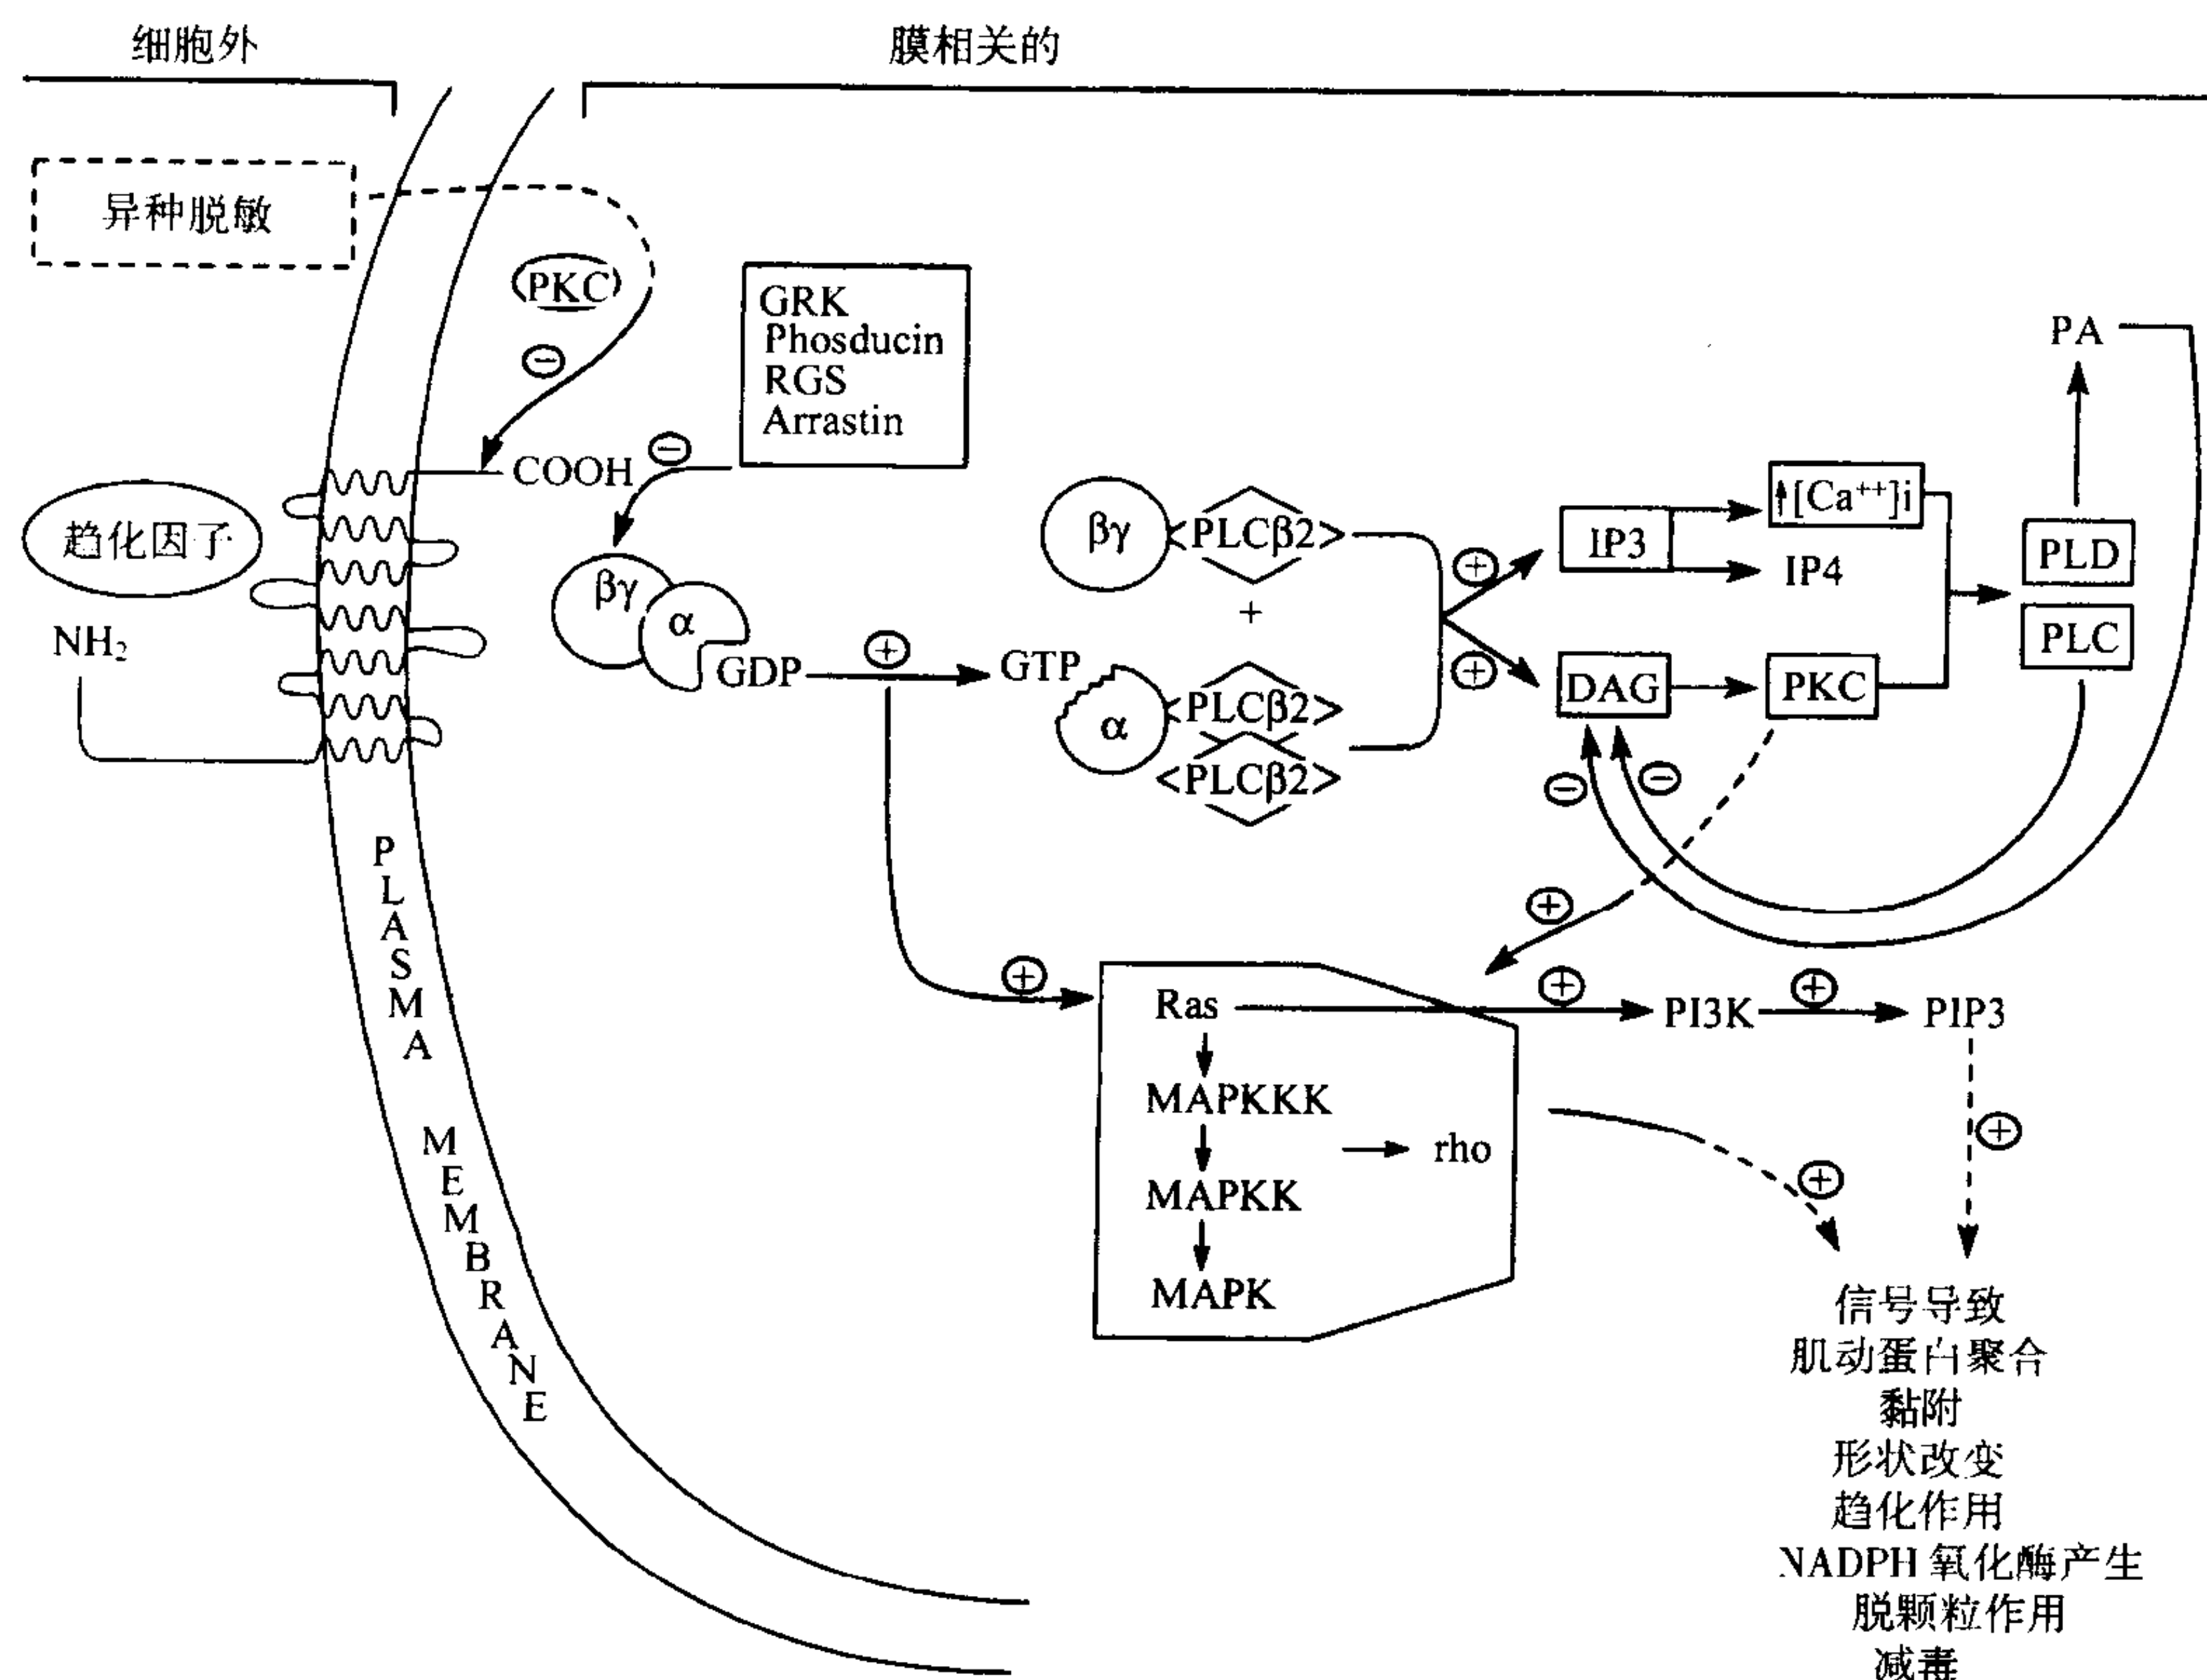 细胞外
膜相关的
异种脱敏
PKC
⊖
GRK
Phosducin
RGS
Arrastin
COOH
⊖
趋化因子
NH₂
βγ
α
GDP
⊕
GTP
βγ
PLCβ2
+
α
PLCβ2
PLCβ2
⊕
⊕
IP3
↑[Ca⁺⁺]i
IP4
DAG
PKC
PA
PLD
PLC
⊖
⊖
⊕
⊕
Ras
⊕
PI3K
⊕
PIP3
MAPKKK
rho
MAPKK
MAPK
⊕
⊕
PLASMA MEMBRANE
信号导致
肌动蛋白聚合
黏附
形状改变
趋化作用
NADPH 氧化酶产生
脱颗粒作用
减毒